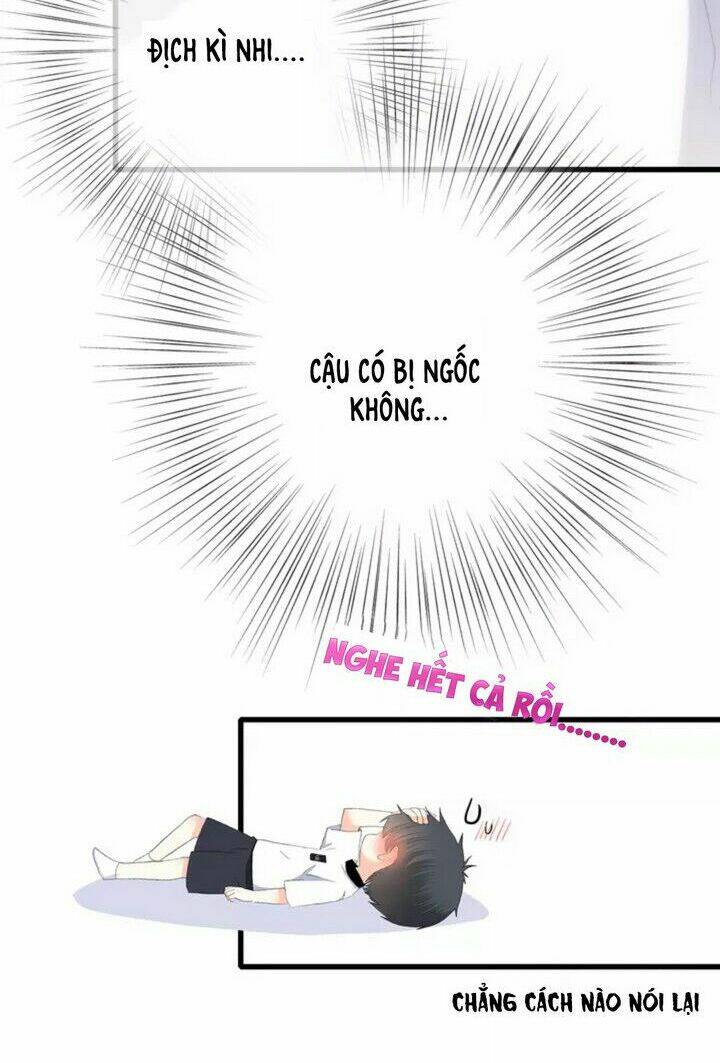 ĐỊCH KÌ NHI....
CẬU CÓ BỊ NGỐC
KHÔNG...
NGHE HẾT CẢ RỒI.........
CHẲNG CÁCH NÀO NÓI LẠI